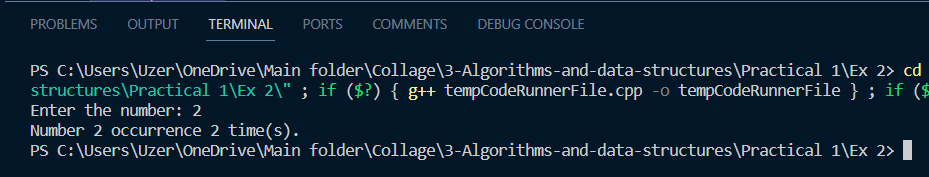 PROBLEMS OUTPUT TERMINAL PORTS COMMENTS DEBUG CONSOLE
PS C:\Users\Uzer\OneDrive\Main folder\Collage\3-Algorithms-and-data-structures\Practical 1\Ex 2> cd
structures\Practical 1\Ex 2\" ; if ($?) { g++ tempCodeRunnerFile.cpp -o tempCodeRunnerFile } ; if ($
Enter the number: 2
Number 2 occurrence 2 time(s).
PS C:\Users\Uzer\OneDrive\Main folder\Collage\3-Algorithms-and-data-structures\Practical 1\Ex 2>